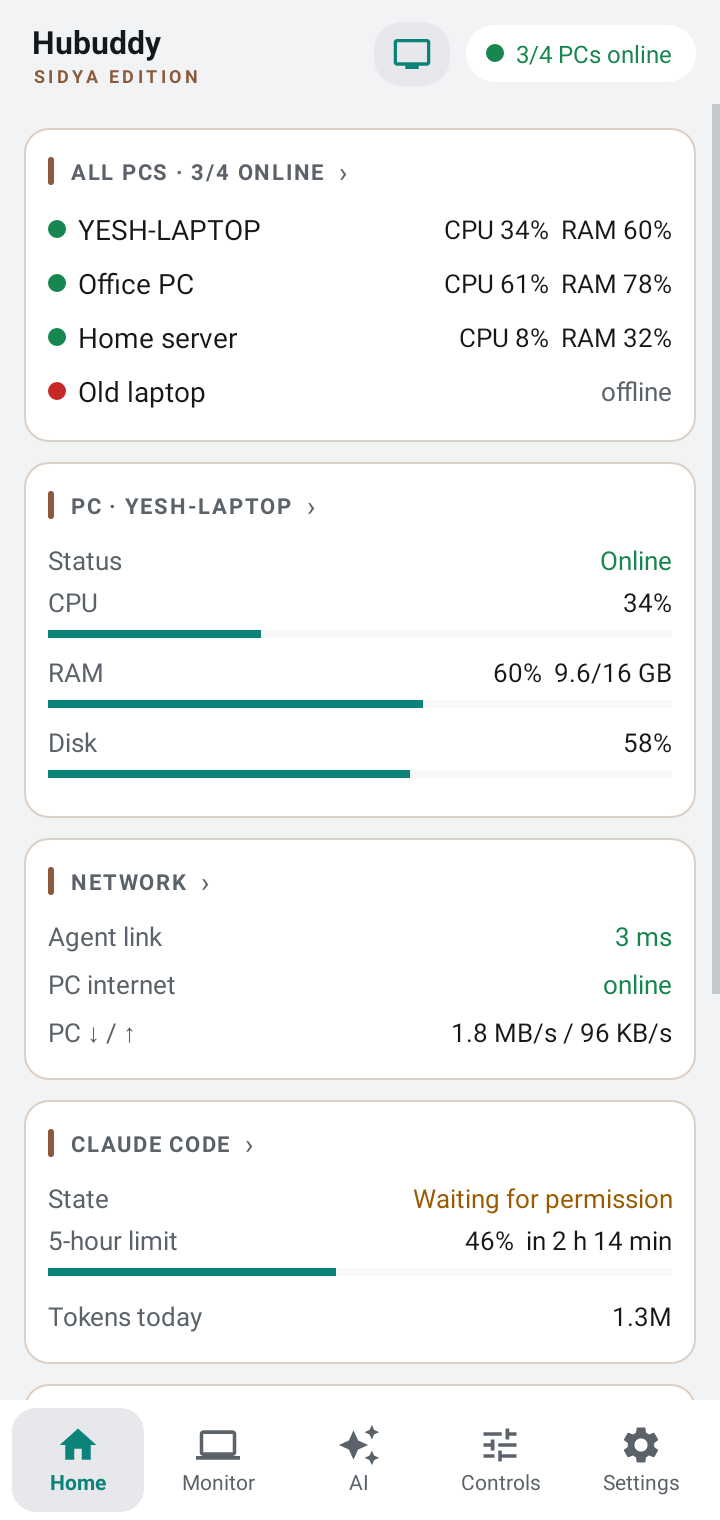 Hubuddy
SIDYA EDITION
3/4 PCs online
ALL PCS · 3/4 ONLINE ›
YESH-LAPTOP CPU 34% RAM 60%
Office PC CPU 61% RAM 78%
Home server CPU 8% RAM 32%
Old laptop offline
PC · YESH-LAPTOP ›
Status Online
CPU 34%
RAM 60% 9.6/16 GB
Disk 58%
NETWORK ›
Agent link 3 ms
PC internet online
PC ↓ / ↑ 1.8 MB/s / 96 KB/s
CLAUDE CODE ›
State Waiting for permission
5-hour limit 46% in 2 h 14 min
Tokens today 1.3M
Home Monitor AI Controls Settings